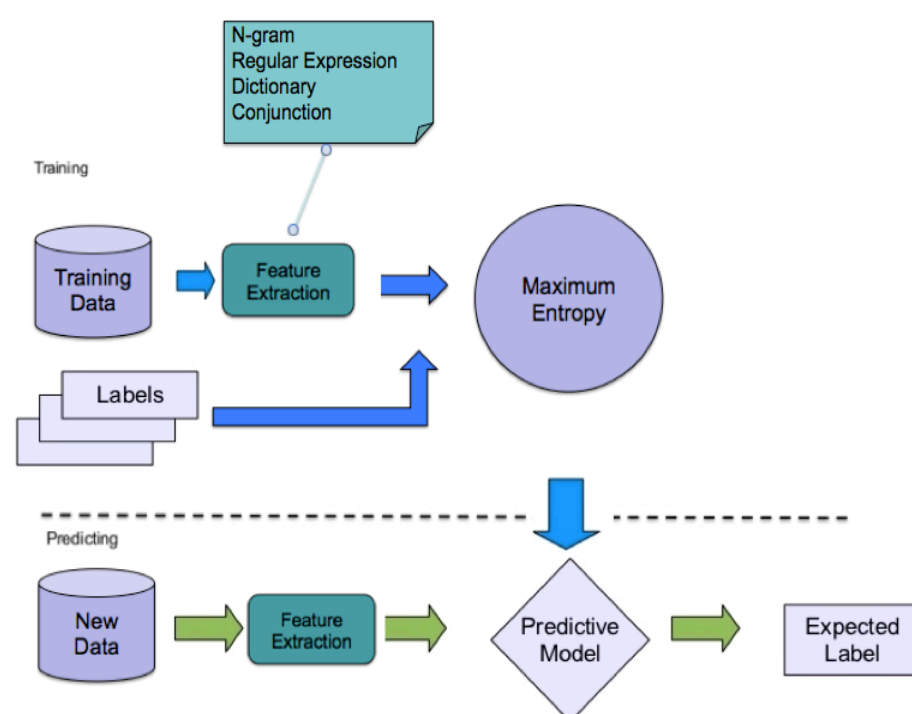 N-gram
Regular Expression
Dictionary
Conjunction
Training
Training
Data
Feature
Extraction
Maximum
Entropy
Labels
Predicting
New
Data
Feature
Extraction
Predictive
Model
Expected
Label